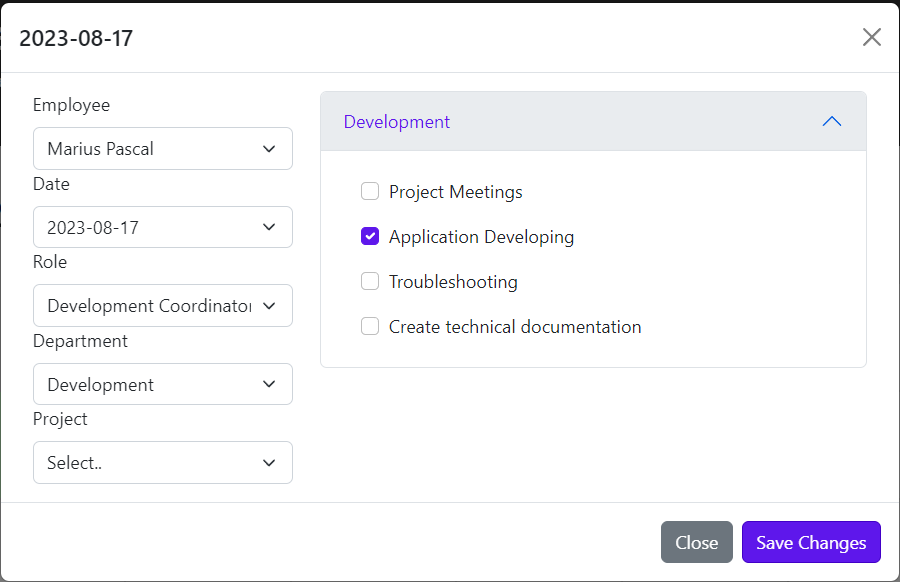 2023-08-17
Employee
Marius Pascal
Date
2023-08-17
Role
Development Coordinator
Department
Development
Project
Select..
Development
Project Meetings
Application Developing
Troubleshooting
Create technical documentation
Close
Save Changes